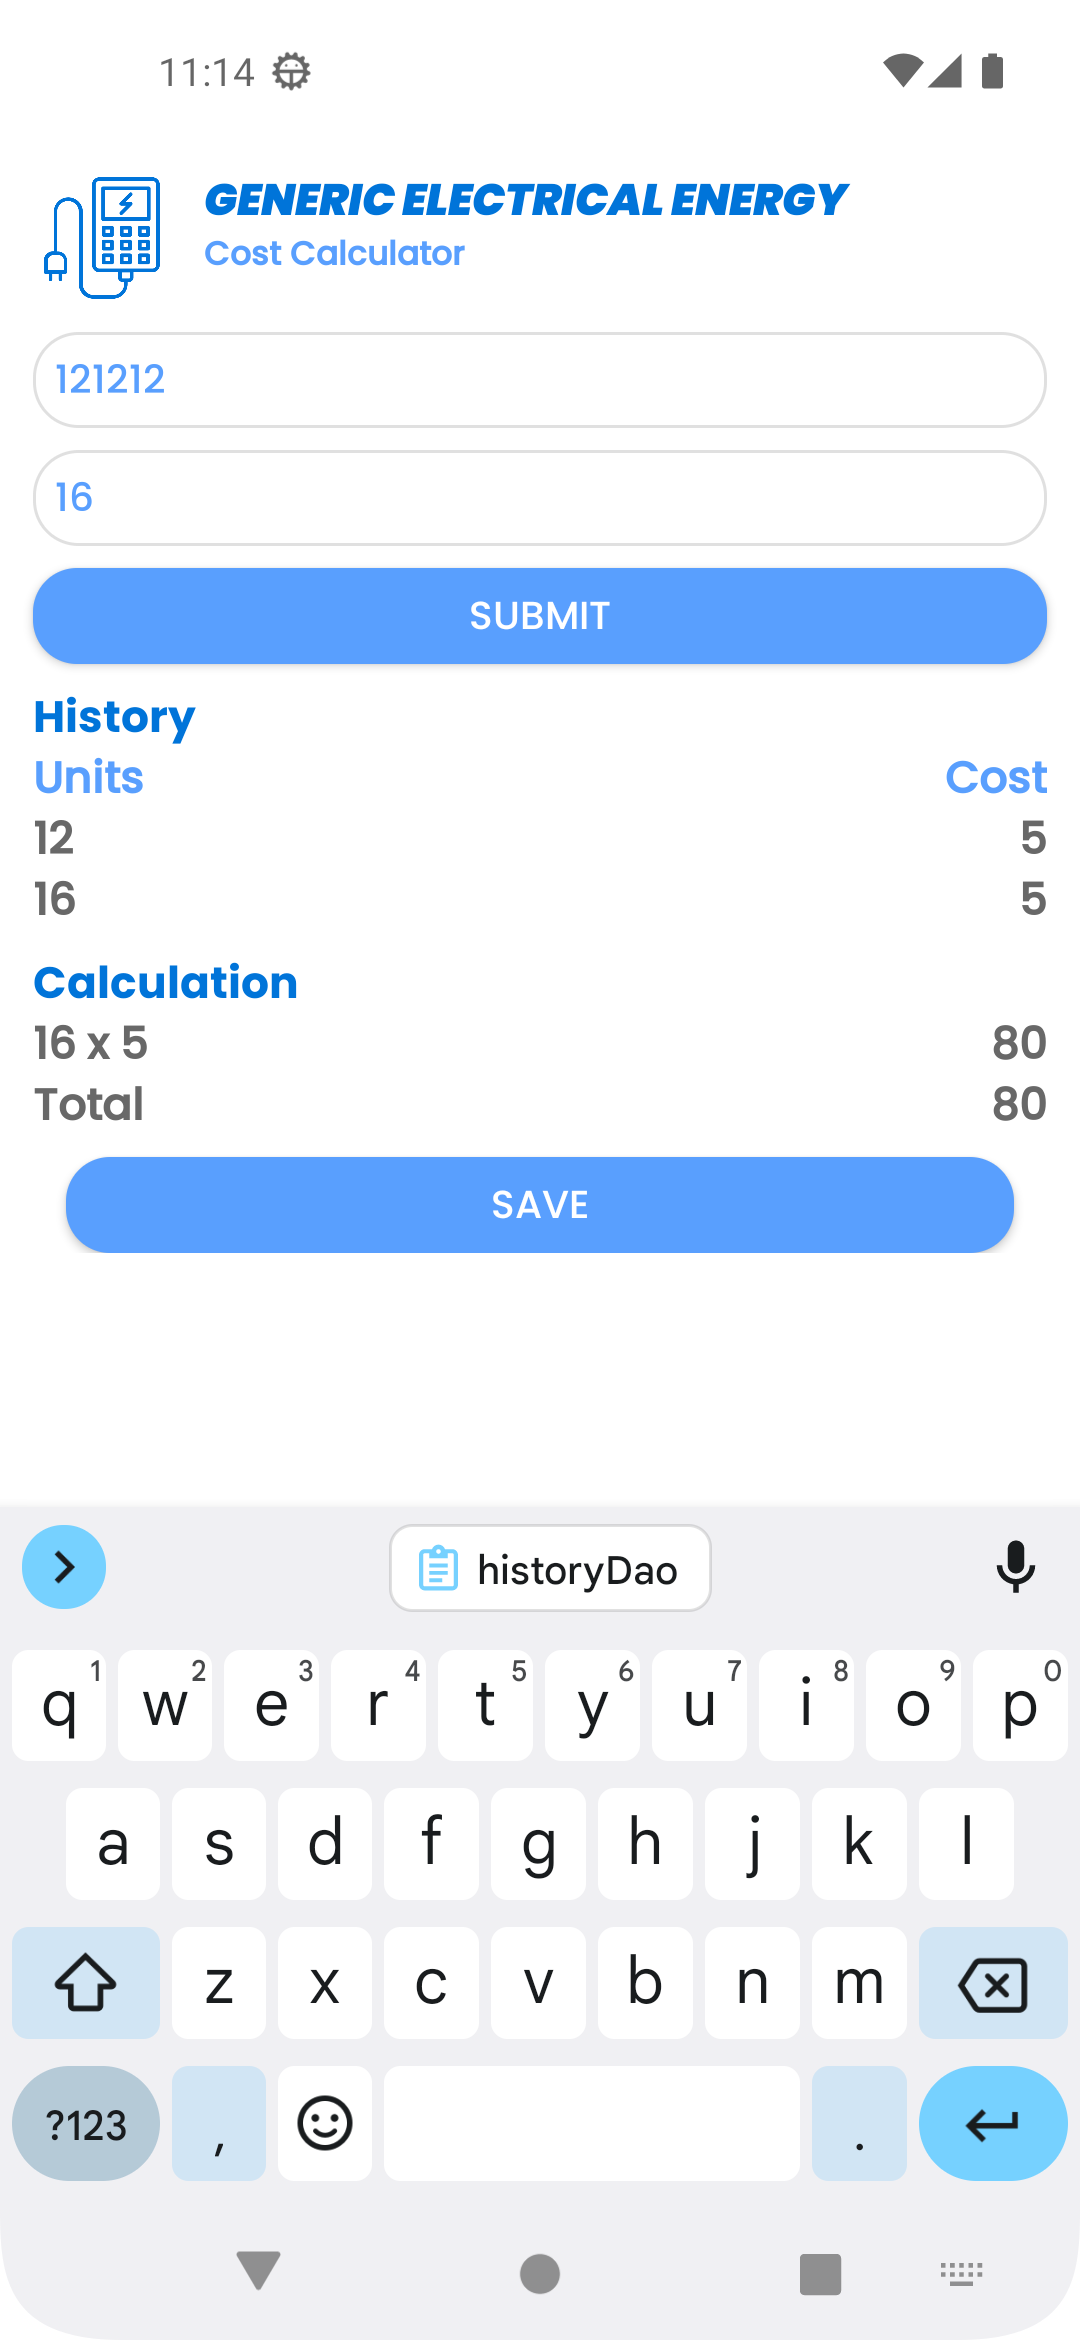 11:14
GENERIC ELECTRICAL ENERGY
Cost Calculator
121212
16
SUBMIT
History
Units Cost
12 5
16 5
Calculation
16 x 5 80
Total 80
SAVE
historyDao
q 1 w 2 e 3 r 4 t 5 y 6 u 7 i 8 o 9 p 0
a s d f g h j k l
z x c v b n m
?123 , .